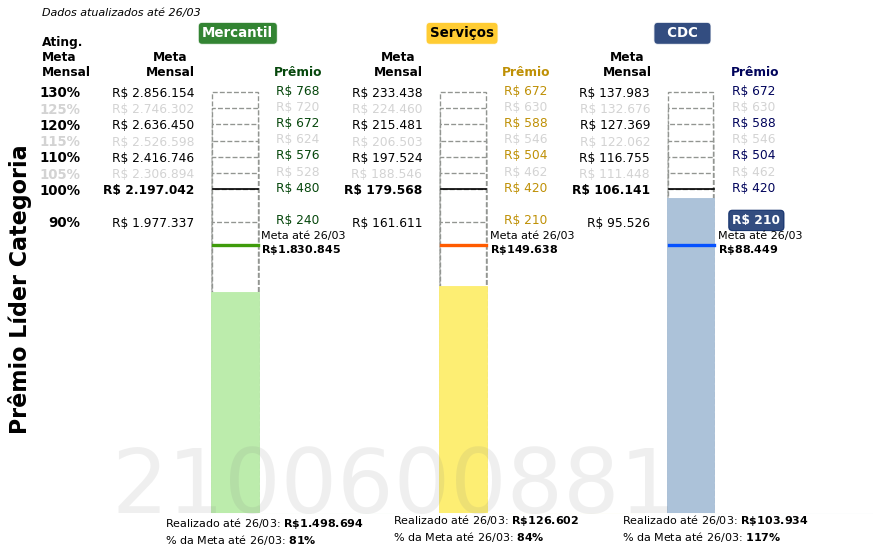 Dados atualizados até 26/03
Mercantil
Serviços
CDC
Ating. Meta Mensal
Meta Mensal
Prêmio
Meta Mensal
Prêmio
Meta Mensal
Prêmio
130% R$ 2.856.154 R$ 768 R$ 233.438 R$ 672 R$ 137.983 R$ 672
125% R$ 2.746.302 R$ 720 R$ 224.460 R$ 630 R$ 132.676 R$ 630
120% R$ 2.636.450 R$ 672 R$ 215.481 R$ 588 R$ 127.369 R$ 588
115% R$ 2.526.598 R$ 624 R$ 206.503 R$ 546 R$ 122.062 R$ 546
110% R$ 2.416.746 R$ 576 R$ 197.524 R$ 504 R$ 116.755 R$ 504
105% R$ 2.306.894 R$ 528 R$ 188.546 R$ 462 R$ 111.448 R$ 462
100% R$ 2.197.042 R$ 480 R$ 179.568 R$ 420 R$ 106.141 R$ 420
90% R$ 1.977.337 R$ 240 R$ 161.611 R$ 210 R$ 95.526 R$ 210
Meta até 26/03
R$1.830.845
Meta até 26/03
R$149.638
Meta até 26/03
R$88.449
Prêmio Líder Categoria
21006000881
Realizado até 26/03: R$1.498.694
% da Meta até 26/03: 81%
Realizado até 26/03: R$126.602
% da Meta até 26/03: 84%
Realizado até 26/03: R$103.934
% da Meta até 26/03: 117%